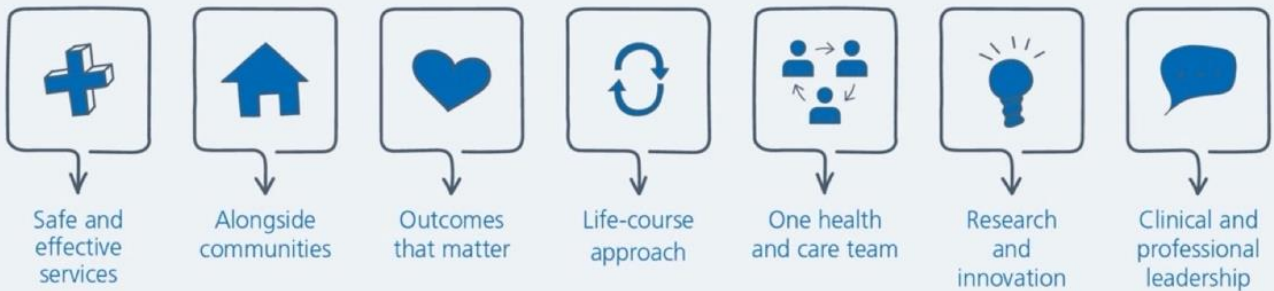 Safe and
effective
services
Alongside
communities
Outcomes
that matter
Life-course
approach
One health
and care team
Research
and
innovation
Clinical and
professional
leadership